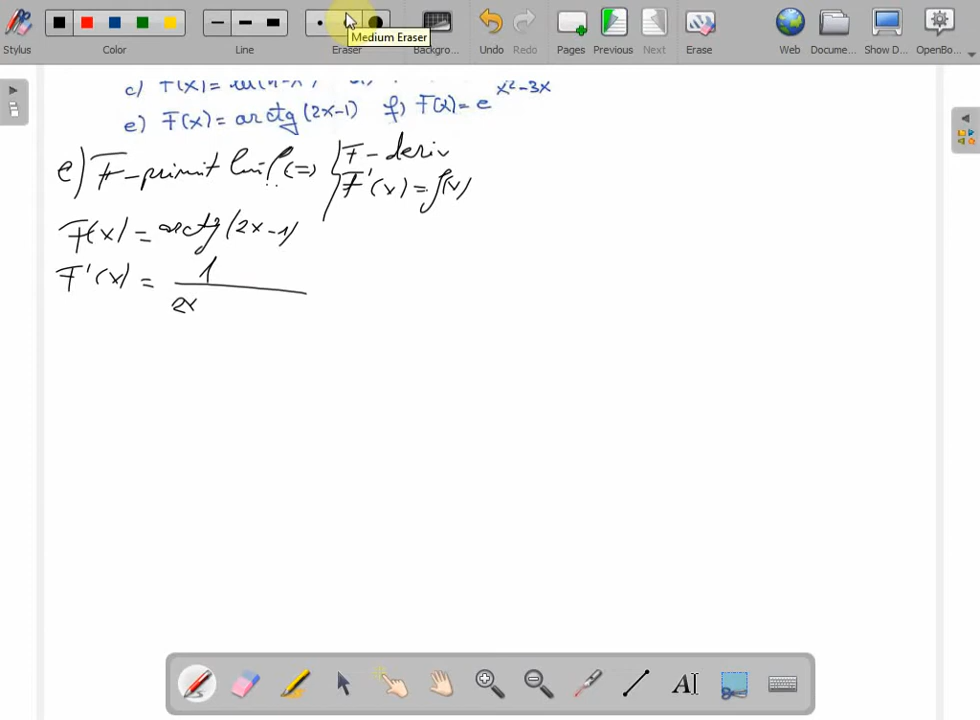 Medium Eraser
Stylus Color Line Eraser Backgro... Undo Redo Pages Previous Next Erase Web Docume... Show D... OpenBo...
c) F(x)=
e) F(x)= arctg (2x-1) f) F(x)= e^{x²-3x}
e) F-primit lui f (=> { F-deriv
F'(x) = f(x)
F(x) = arctg (2x-1)
F'(x) = 1
2x
A